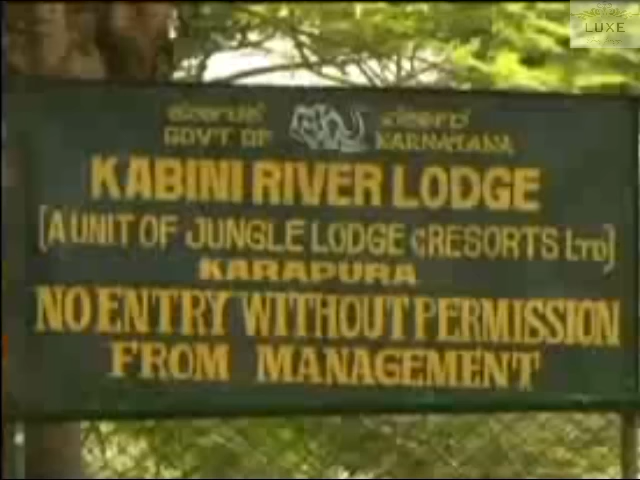 LUXE
GOVT OF KARNATAKA
KABINI RIVER LODGE
(A UNIT OF JUNGLE LODGE & RESORTS LTD)
KARAPURA
NO ENTRY WITHOUT PERMISSION
FROM MANAGEMENT